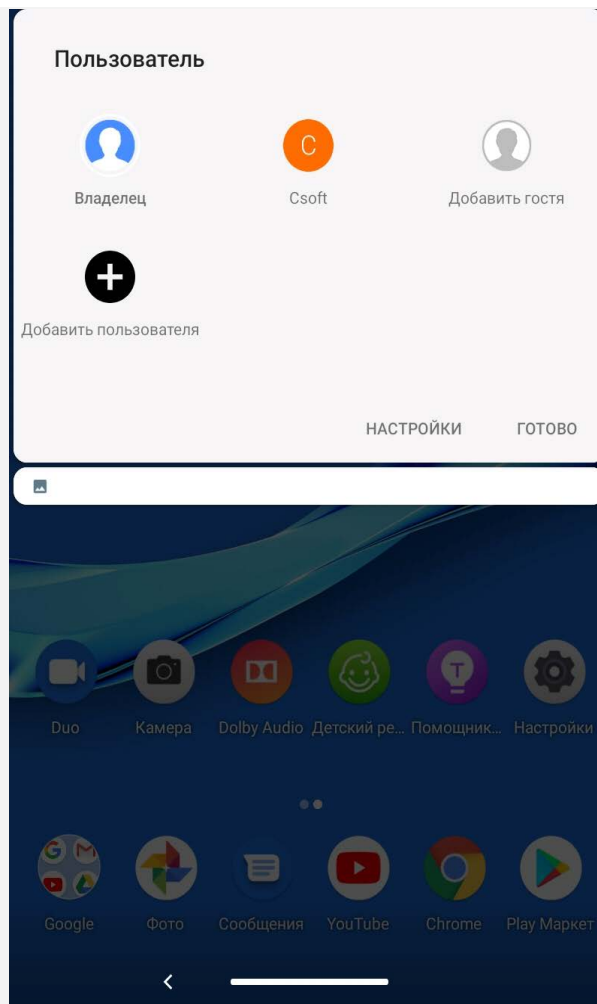 Пользователь
C
Владелец
Csoft
Добавить гостя
Добавить пользователя
НАСТРОЙКИ
ГОТОВО
T
Duo
Камера
Dolby Audio
Детский ре...
Помощник...
Настройки
G M
Google
Фото
Сообщения
YouTube
Chrome
Play Маркет